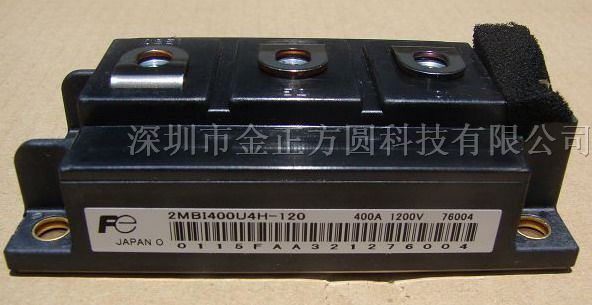 深圳市金正方圆科技有限公司
2MBI400U4H-120 400A 1200V 76004
Fe
JAPAN O
0115FAA321276004